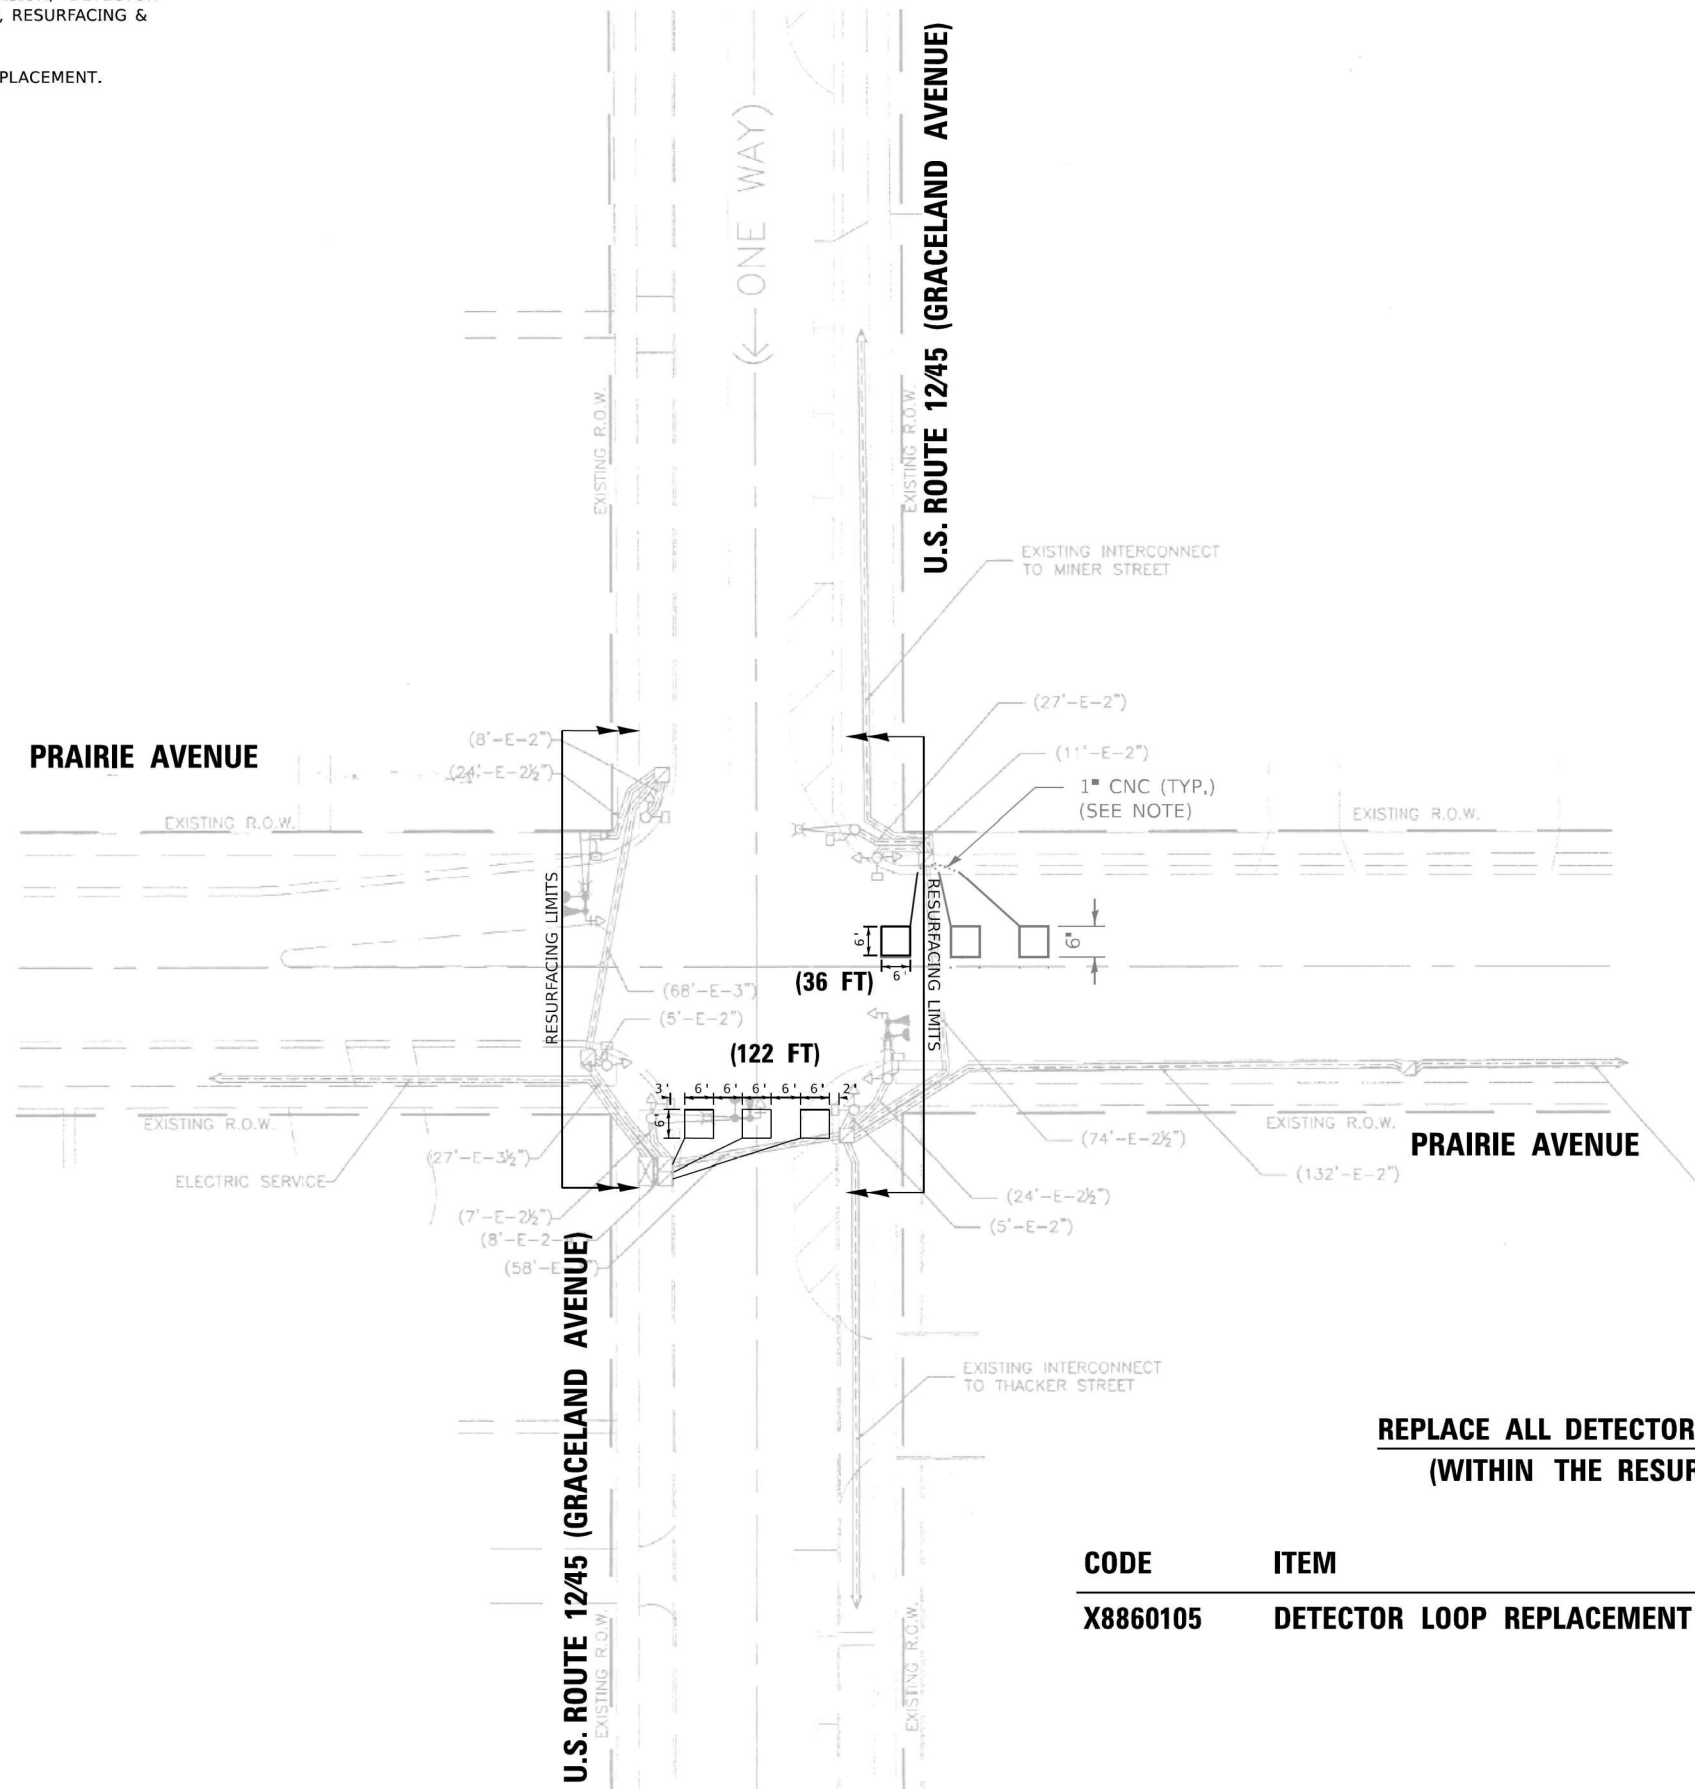 , RESURFACING &
PLACEMENT.
(ONE WAY)
U.S. ROUTE 12/45 (GRACELAND AVENUE)
EXISTING R.O.W.
EXISTING R.O.W.
EXISTING INTERCONNECT
TO MINER STREET
(27'-E-2")
(11'-E-2")
1" CNC (TYP.)
(SEE NOTE)
PRAIRIE AVENUE
(8'-E-2")
(24'-E-2½")
EXISTING R.O.W.
EXISTING R.O.W.
RESURFACING LIMITS
RESURFACING LIMITS
6'
6'
6"
(36 FT)
(68'-E-3")
(5'-E-2")
(122 FT)
3' 6' 6' 6' 6' 6' 2'
6'
EXISTING R.O.W.
EXISTING R.O.W.
(74'-E-2½")
PRAIRIE AVENUE
(27'-E-3½")
ELECTRIC SERVICE
(132'-E-2")
(24'-E-2½")
(7'-E-2½")
(5'-E-2")
(8'-E-2
(58'-E
U.S. ROUTE 12/45 (GRACELAND AVENUE)
EXISTING INTERCONNECT
TO THACKER STREET
EXISTING R.O.W.
EXISTING R.O.W.
REPLACE ALL DETECTOR
(WITHIN THE RESUR
CODE ITEM
X8860105 DETECTOR LOOP REPLACEMENT